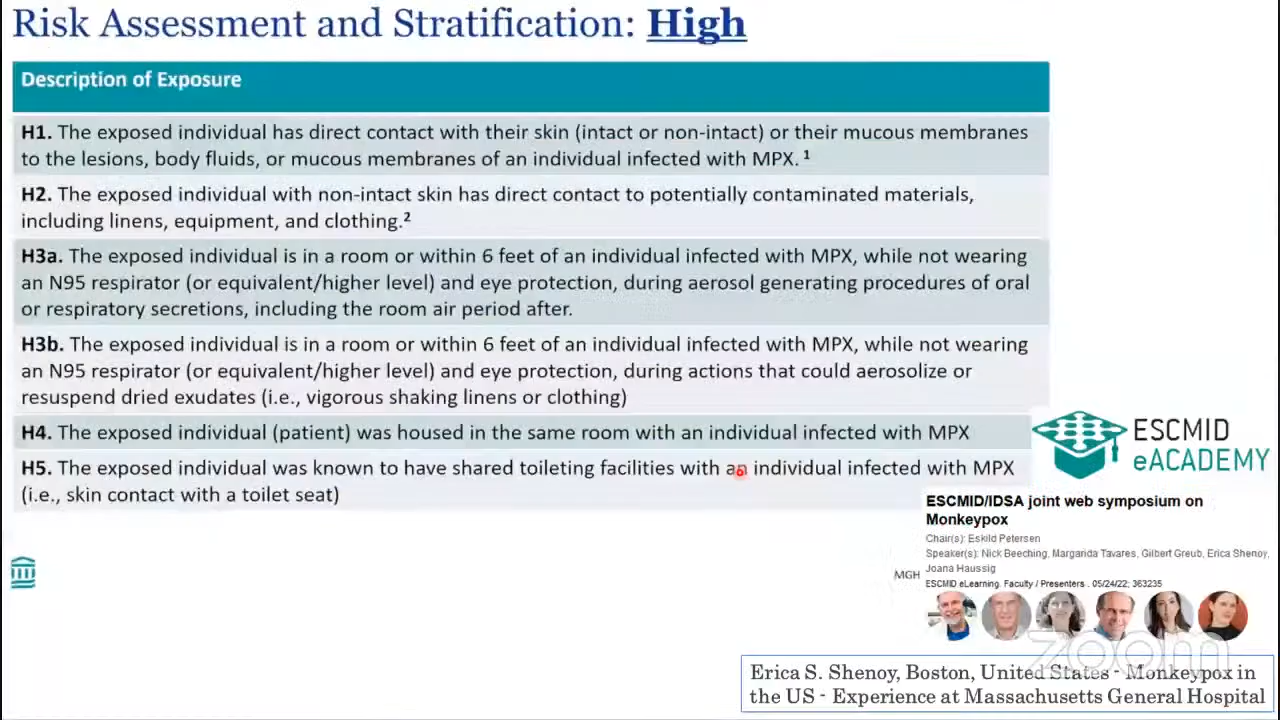 Risk Assessment and Stratification: High
Description of Exposure
H1. The exposed individual has direct contact with their skin (intact or non-intact) or their mucous membranes
to the lesions, body fluids, or mucous membranes of an individual infected with MPX. ¹
H2. The exposed individual with non-intact skin has direct contact to potentially contaminated materials,
including linens, equipment, and clothing.²
H3a. The exposed individual is in a room or within 6 feet of an individual infected with MPX, while not wearing
an N95 respirator (or equivalent/higher level) and eye protection, during aerosol generating procedures of oral
or respiratory secretions, including the room air period after.
H3b. The exposed individual is in a room or within 6 feet of an individual infected with MPX, while not wearing
an N95 respirator (or equivalent/higher level) and eye protection, during actions that could aerosolize or
resuspend dried exudates (i.e., vigorous shaking linens or clothing)
H4. The exposed individual (patient) was housed in the same room with an individual infected with MPX
H5. The exposed individual was known to have shared toileting facilities with an individual infected with MPX
(i.e., skin contact with a toilet seat)
ESCMID
eACADEMY
ESCMID/IDSA joint web symposium on
Monkeypox
Chair(s): Eskild Petersen
Speaker(s): Nick Beeching, Margarida Tavares, Gilbert Greub, Erica Shenoy,
Joana Haussig
MGH
ESCMID eLearning. Faculty / Presenters . 05/24/22; 363235
zoom
Erica S. Shenoy, Boston, United States - Monkeypox in
the US - Experience at Massachusetts General Hospital